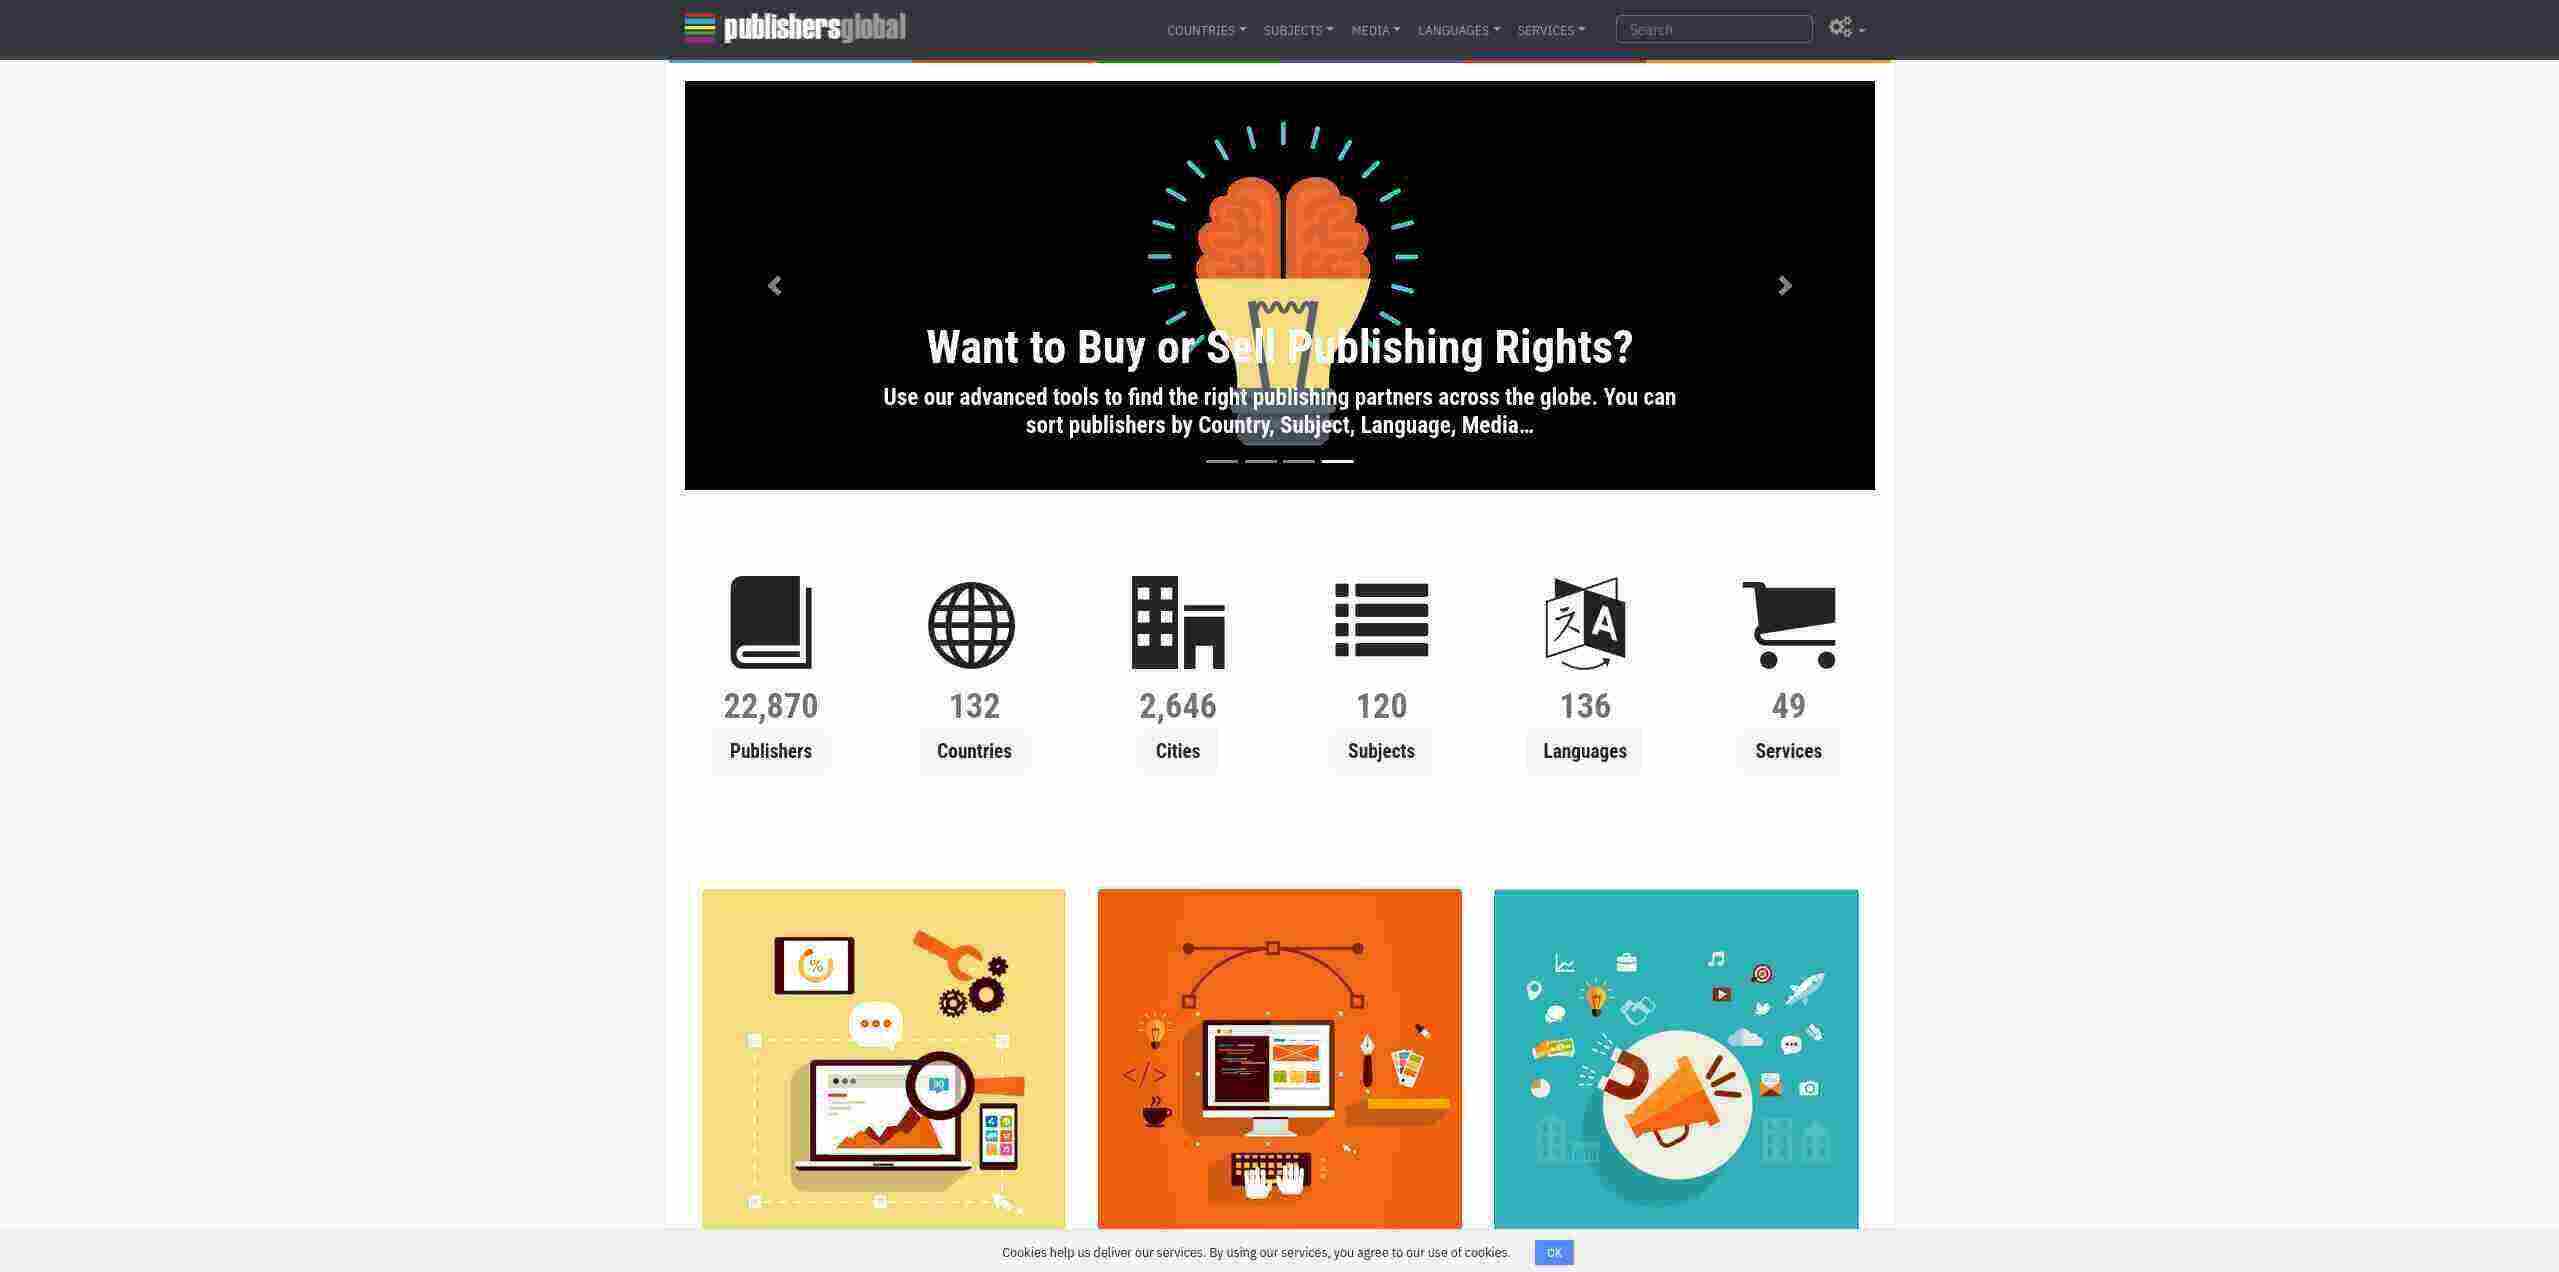 publishersglobal
COUNTRIES SUBJECTS MEDIA LANGUAGES SERVICES Search
Want to Buy or Sell Publishing Rights?
Use our advanced tools to find the right publishing partners across the globe. You can
sort publishers by Country, Subject, Language, Media...
22,870 132 2,646 120 136 49
Publishers Countries Cities Subjects Languages Services
Cookies help us deliver our services. By using our services, you agree to our use of cookies. OK